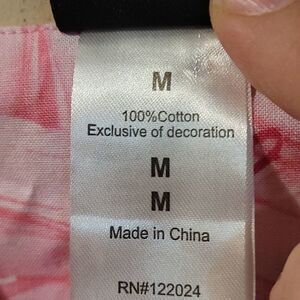 M
100%Cotton
Exclusive of decoration
M
M
Made in China
RN#122024